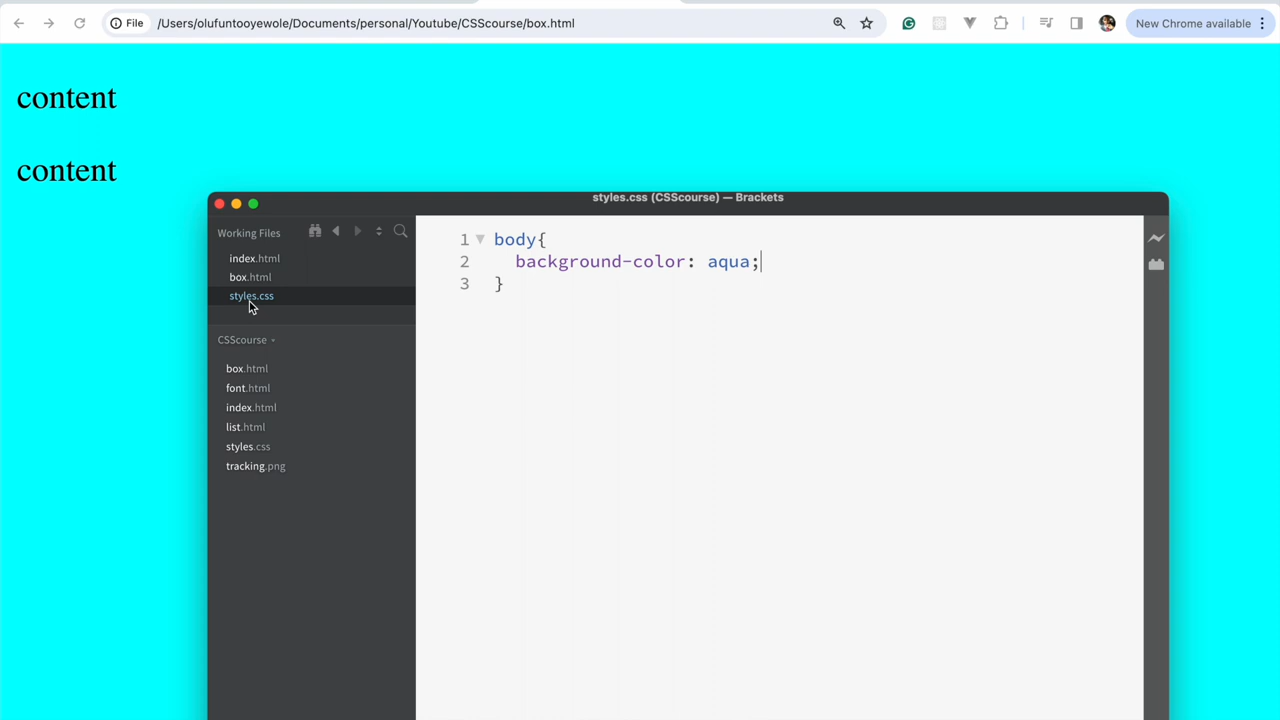 File /Users/olufuntooyewole/Documents/personal/Youtube/CSScourse/box.html New Chrome available
content
content
styles.css (CSScourse) — Brackets
Working Files
index.html
box.html
styles.css
CSScourse
box.html
font.html
index.html
list.html
styles.css
tracking.png
1 body{
2 background-color: aqua;
3 }